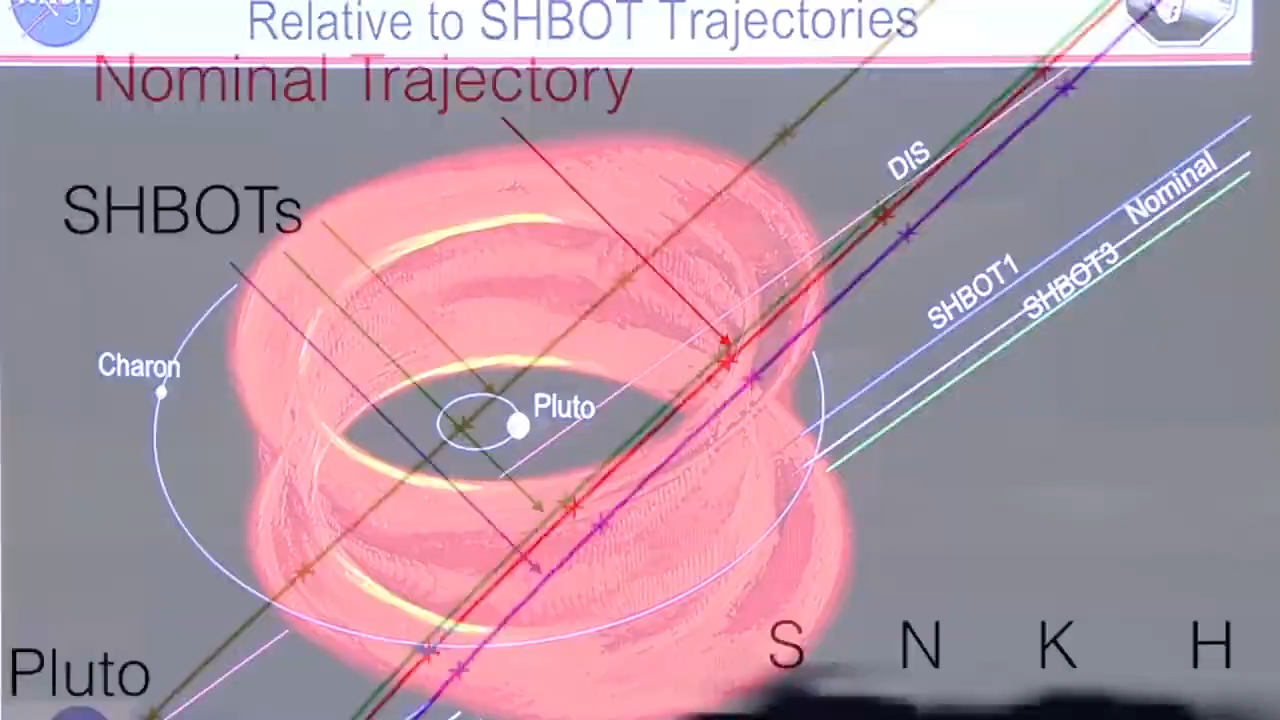 Relative to SHBOT Trajectories
Nominal Trajectory
SHBOTs
DIS
Nominal
SHBOT1
SHBOT3
Charon
Pluto
S N K H
Pluto